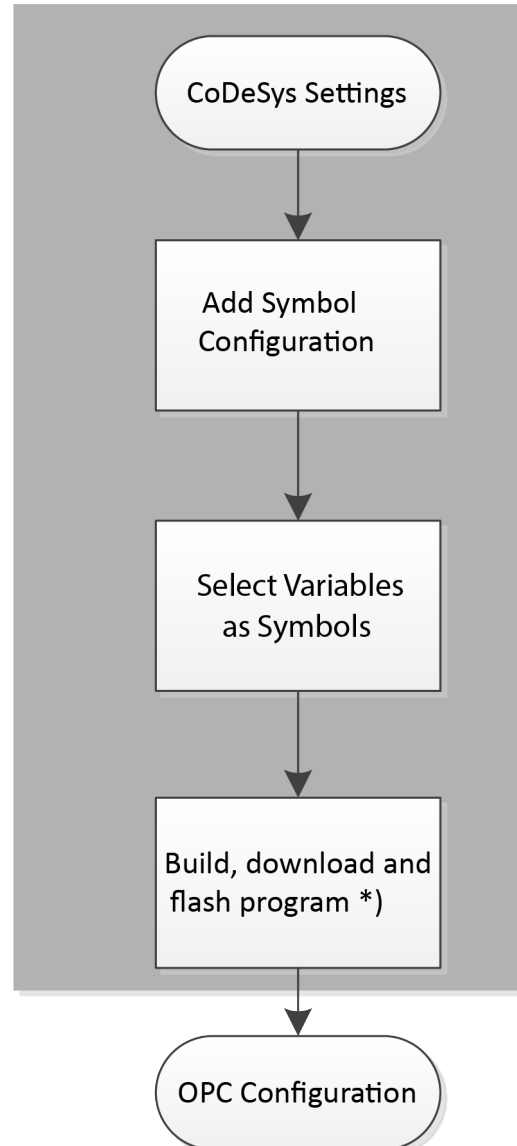 CoDeSys Settings
Add Symbol
Configuration
Select Variables
as Symbols
Build, download and
flash program *)
OPC Configuration